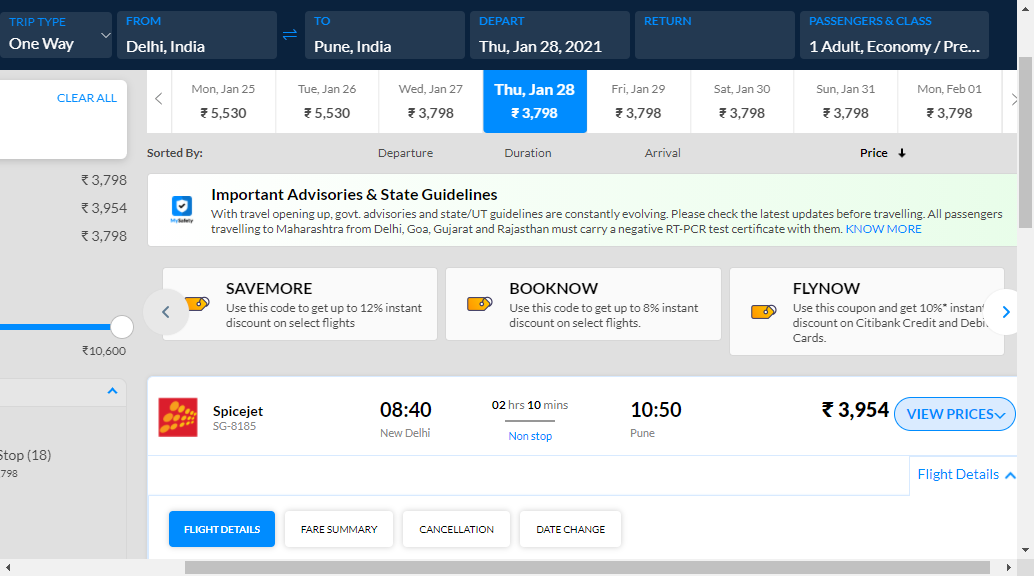 TRIP TYPE
One Way
FROM
Delhi, India
TO
Pune, India
DEPART
Thu, Jan 28, 2021
RETURN
PASSENGERS & CLASS
1 Adult, Economy / Pre...
CLEAR ALL
₹ 3,798
₹ 3,954
₹ 3,798
₹10,600
Stop (18)
798
Mon, Jan 25
₹ 5,530
Tue, Jan 26
₹ 5,530
Wed, Jan 27
₹ 3,798
Thu, Jan 28
₹ 3,798
Fri, Jan 29
₹ 3,798
Sat, Jan 30
₹ 3,798
Sun, Jan 31
₹ 3,798
Mon, Feb 01
₹ 3,798
Sorted By: Departure Duration Arrival Price
MySafety
Important Advisories & State Guidelines
With travel opening up, govt. advisories and state/UT guidelines are constantly evolving. Please check the latest updates before travelling. All passengers
travelling to Maharashtra from Delhi, Goa, Gujarat and Rajasthan must carry a negative RT-PCR test certificate with them. KNOW MORE
SAVEMORE
Use this code to get up to 12% instant
discount on select flights
BOOKNOW
Use this code to get up to 8% instant
discount on select flights.
FLYNOW
Use this coupon and get 10%* instant
discount on Citibank Credit and Debi
Cards.
Spicejet
SG-8185
08:40
New Delhi
02 hrs 10 mins
Non stop
10:50
Pune
₹ 3,954
VIEW PRICES
Flight Details
FLIGHT DETAILS
FARE SUMMARY
CANCELLATION
DATE CHANGE